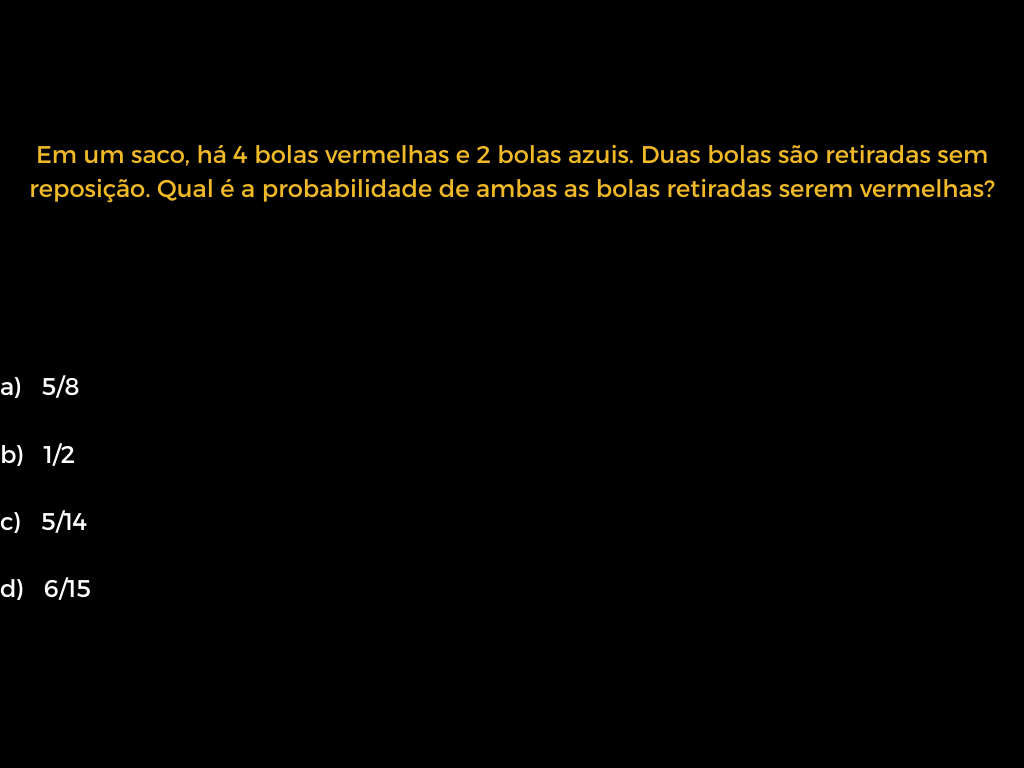 Em um saco, há 4 bolas vermelhas e 2 bolas azuis. Duas bolas são retiradas sem
reposição. Qual é a probabilidade de ambas as bolas retiradas serem vermelhas?
a) 5/8
b) 1/2
c) 5/14
d) 6/15